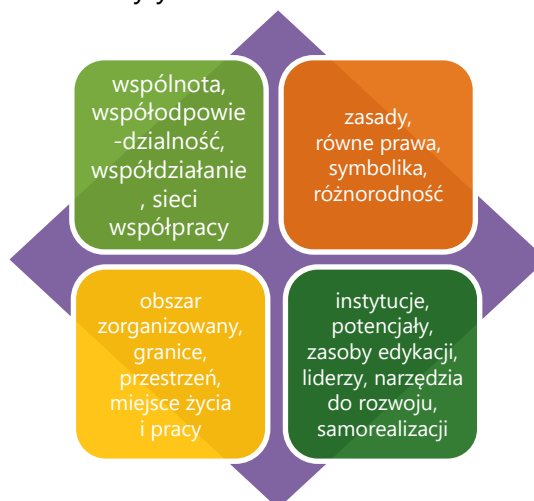 wspólnota,
współodpowie
-dzialność,
współdziałanie
, sieci
współpracy
zasady,
równe prawa,
symbolika,
różnorodność
obszar
zorganizowany,
granice,
przestrzeń,
miejsce życia
i pracy
instytucje,
potencjały,
zasoby edykacji,
liderzy, narzędzia
do rozwoju,
samorealizacji